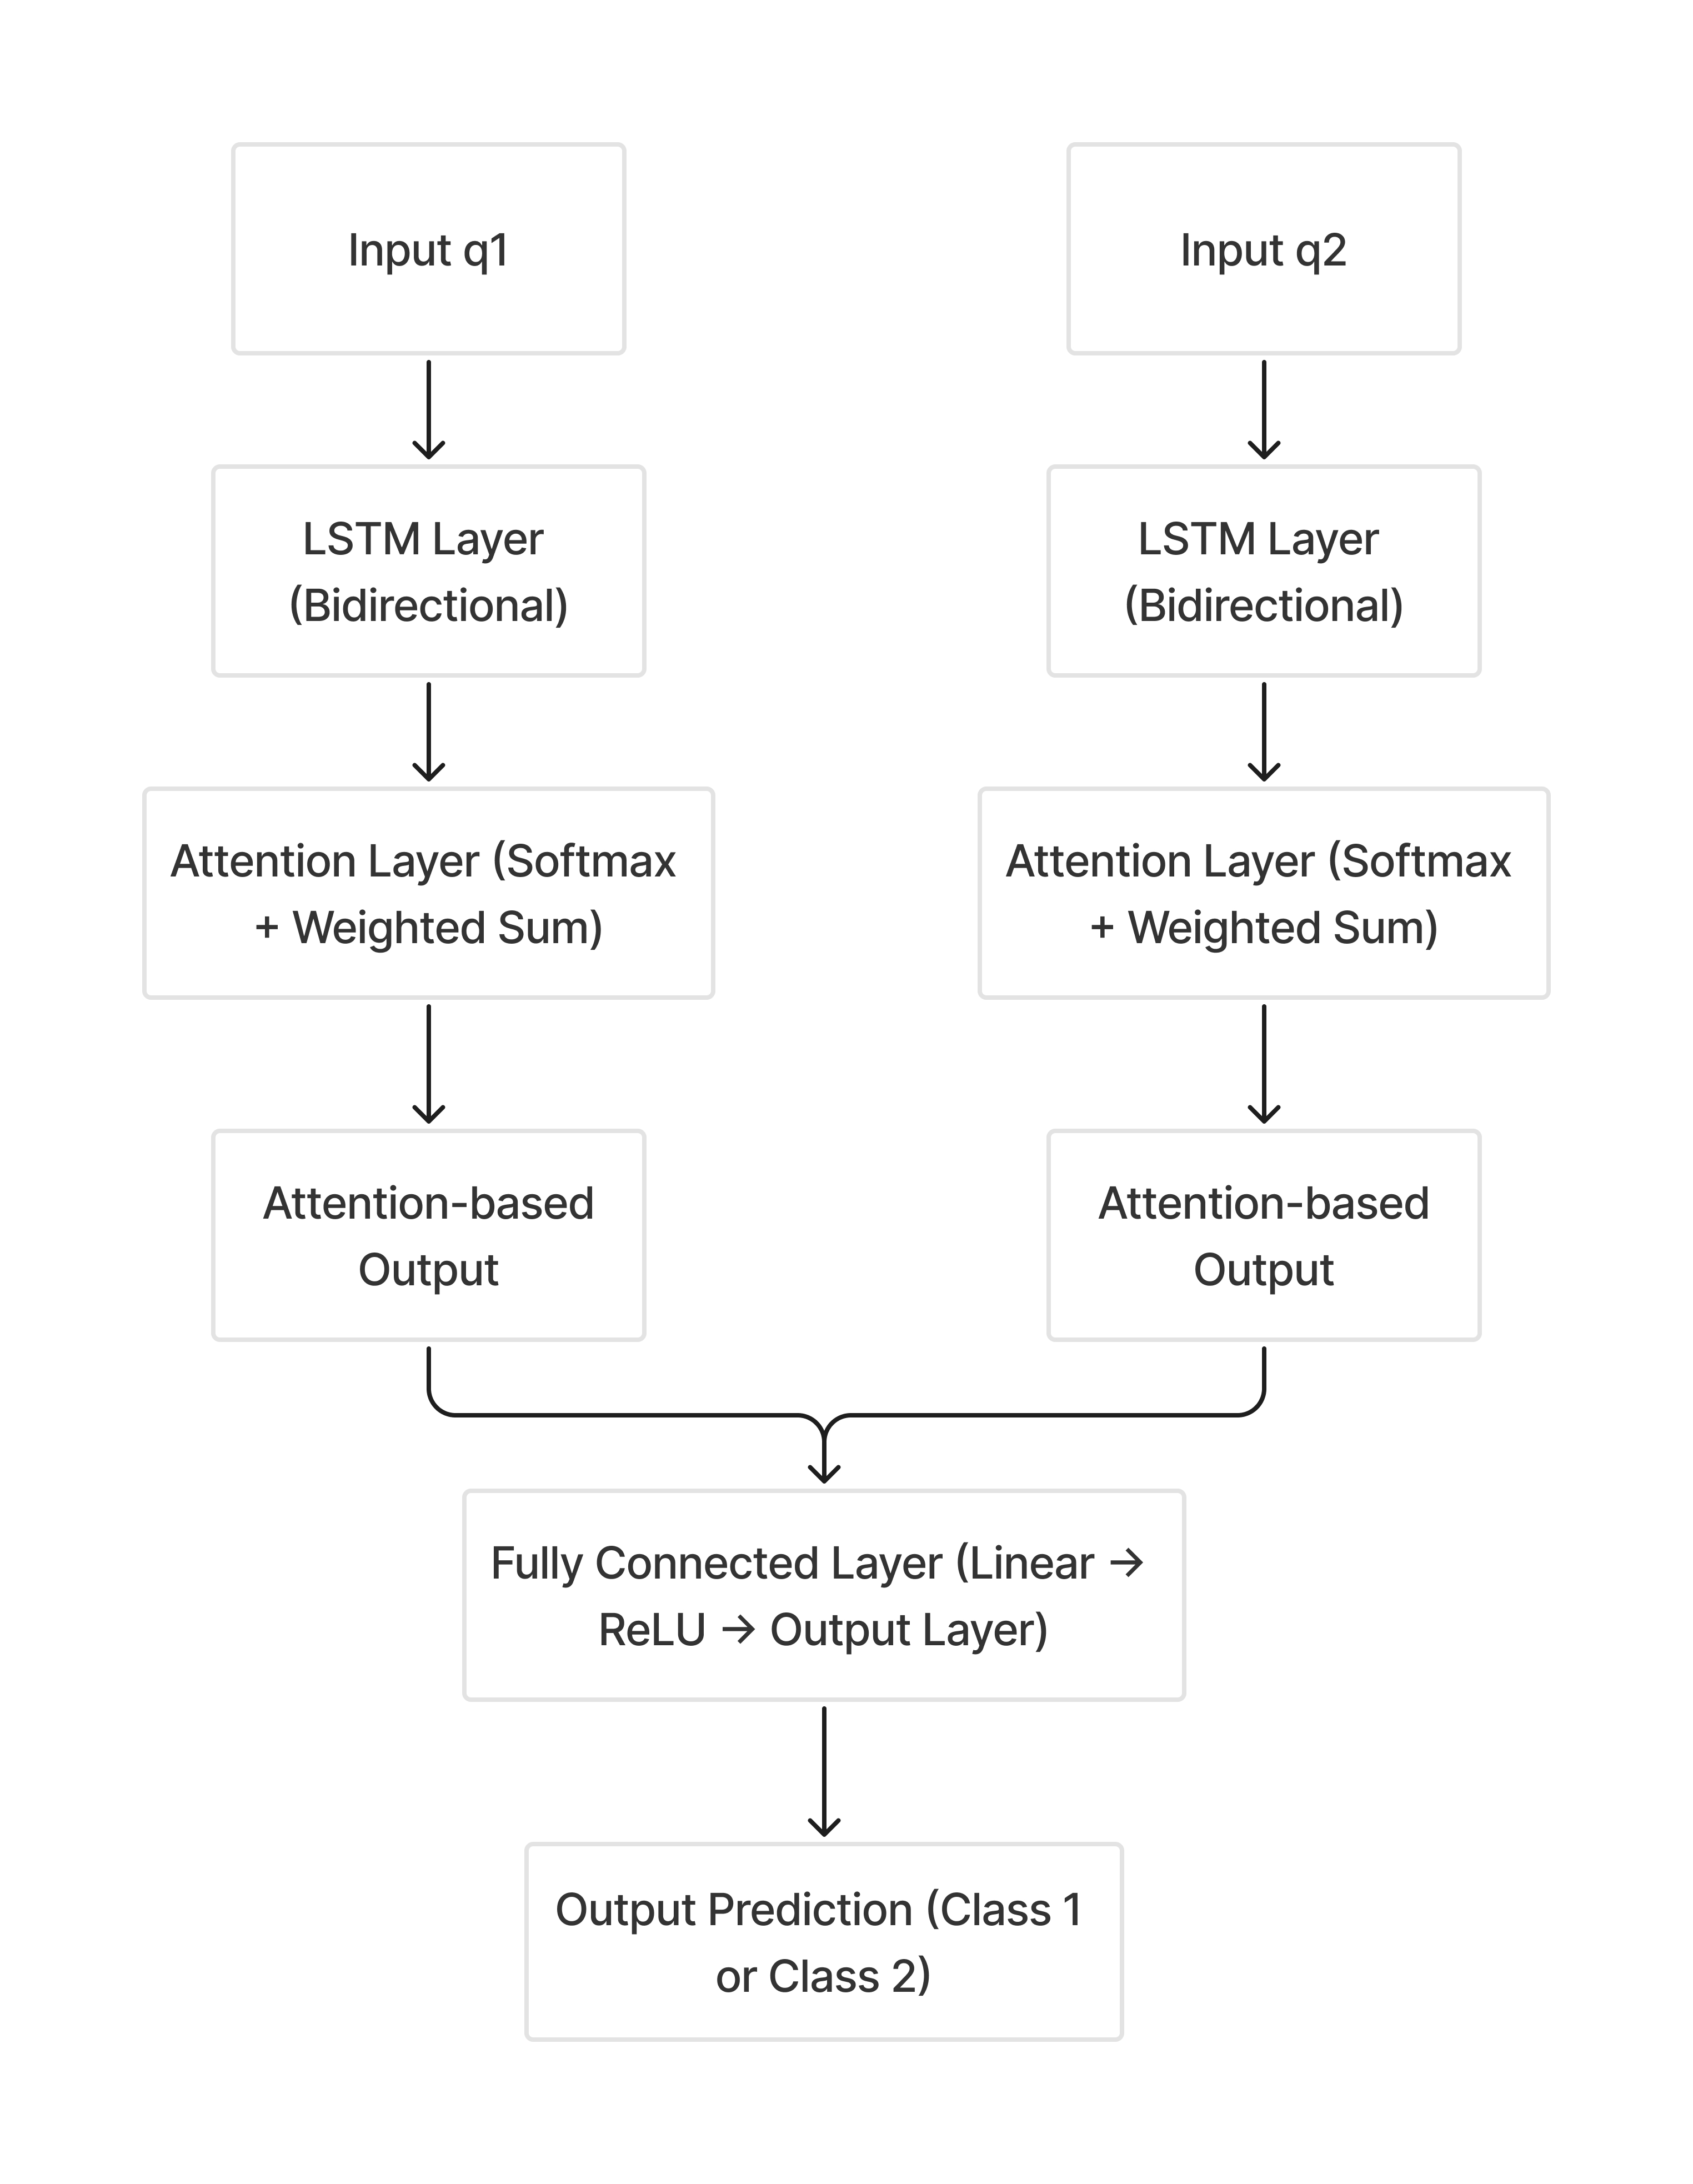 Input q1
Input q2
LSTM Layer
(Bidirectional)
LSTM Layer
(Bidirectional)
Attention Layer (Softmax
+ Weighted Sum)
Attention Layer (Softmax
+ Weighted Sum)
Attention-based
Output
Attention-based
Output
Fully Connected Layer (Linear →
ReLU → Output Layer)
Output Prediction (Class 1
or Class 2)